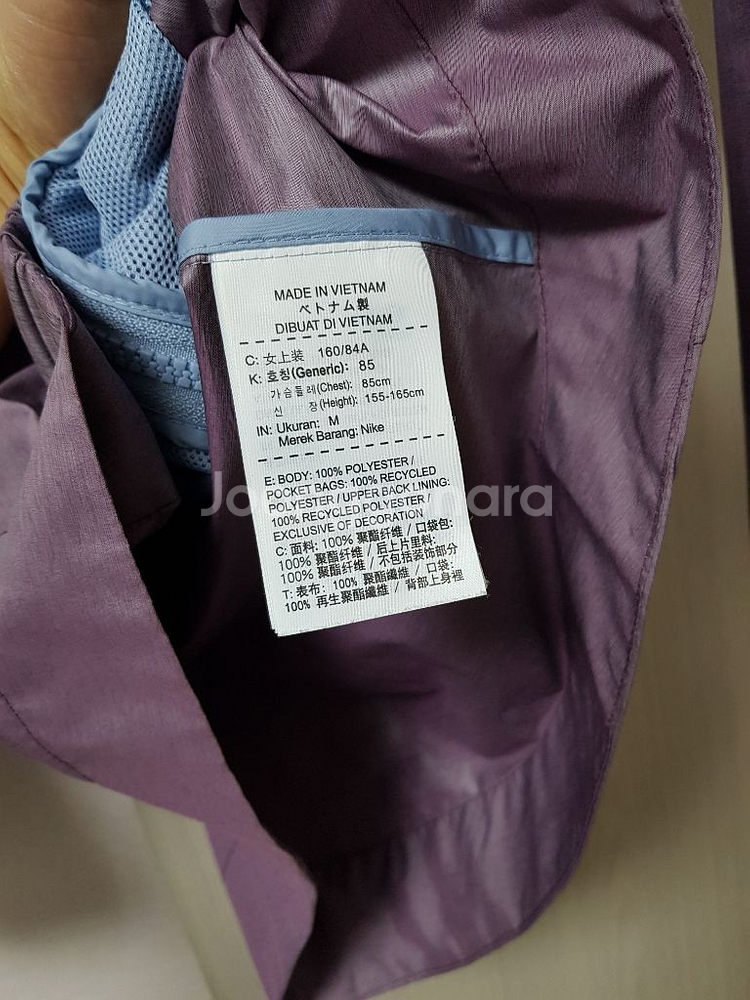 MADE IN VIETNAM
ベトナム製
DIBUAT DI VIETNAM
C: 女上装 160/84A
K: 호칭(Generic): 85
가슴둘레(Chest): 85cm
신 장(Height): 155-165cm
IN: Ukuran: M
Merek Barang: Nike
E: BODY: 100% POLYESTER /
POCKET BAGS: 100% RECYCLED
POLYESTER / UPPER BACK LINING:
100% RECYCLED POLYESTER /
EXCLUSIVE OF DECORATION
C: 面料: 100% 聚酯纤维 / 口袋包:
100% 聚酯纤维 / 后上片里料:
100% 聚酯纤维 / 不包括装饰部分
T: 表布: 100% 聚酯纖維 / 口袋:
100% 再生聚酯纖維 / 背部上身裡